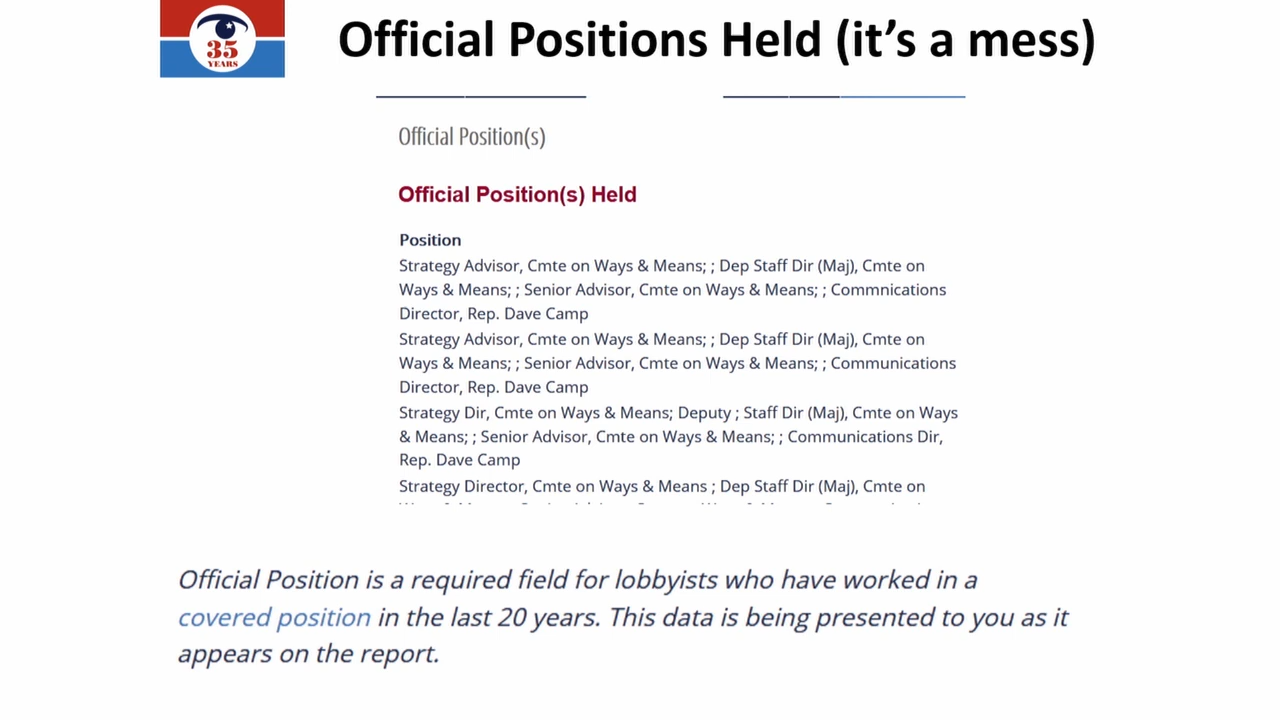 35
YEARS
Official Positions Held (it's a mess)
Official Position(s)
Official Position(s) Held
Position
Strategy Advisor, Cmte on Ways & Means; ; Dep Staff Dir (Maj), Cmte on
Ways & Means; ; Senior Advisor, Cmte on Ways & Means; ; Commnications
Director, Rep. Dave Camp
Strategy Advisor, Cmte on Ways & Means; ; Dep Staff Dir (Maj), Cmte on
Ways & Means; ; Senior Advisor, Cmte on Ways & Means; ; Communications
Director, Rep. Dave Camp
Strategy Dir, Cmte on Ways & Means; Deputy ; Staff Dir (Maj), Cmte on Ways
& Means; ; Senior Advisor, Cmte on Ways & Means; ; Communications Dir,
Rep. Dave Camp
Strategy Director, Cmte on Ways & Means ; Dep Staff Dir (Maj), Cmte on
Official Position is a required field for lobbyists who have worked in a
covered position in the last 20 years. This data is being presented to you as it
appears on the report.